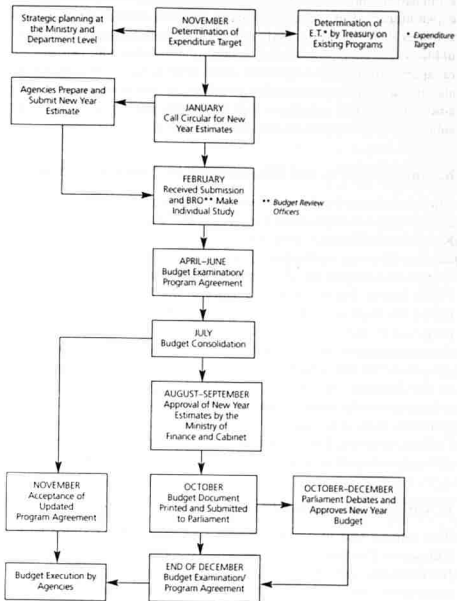 Strategic planning at
the Ministry and
Department Level
NOVEMBER
Determination of
Expenditure Target
Determination of
E.T.* by Treasury on
Existing Programs
* Expenditure
Target
Agencies Prepare and
Submit New Year
Estimate
JANUARY
Call Circular for New
Year Estimates
FEBRUARY
Received Submission
and BRO** Make
Individual Study
** Budget Review
Officers
APRIL–JUNE
Budget Examination/
Program Agreement
JULY
Budget Consolidation
AUGUST–SEPTEMBER
Approval of New Year
Estimates by the
Ministry of
Finance and Cabinet
NOVEMBER
Acceptance of
Updated
Program Agreement
OCTOBER
Budget Document
Printed and Submitted
to Parliament
OCTOBER–DECEMBER
Parliament Debates and
Approves New Year
Budget
Budget Execution by
Agencies
END OF DECEMBER
Budget Examination/
Program Agreement